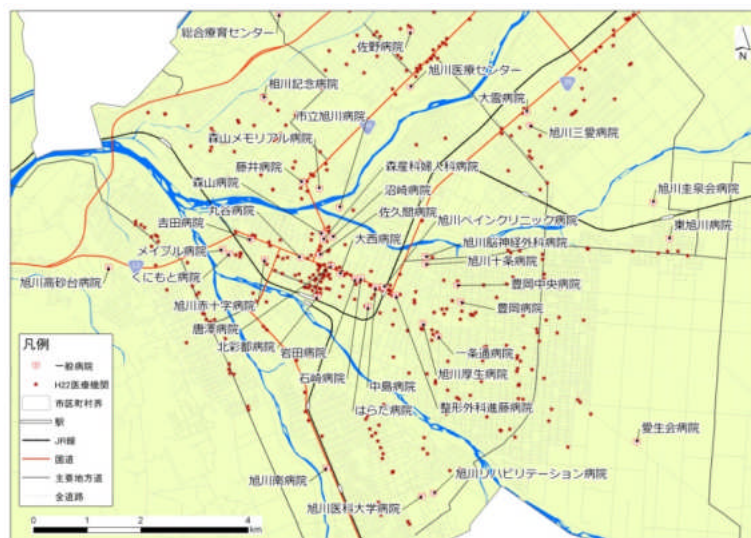 総合療育センター
佐野病院
旭川医療センター
相川記念病院
大雪病院
市立旭川病院
旭川三愛病院
森山メモリアル病院
藤井病院
森産科婦人科病院
森山病院
沼崎病院
旭川圭泉会病院
丸谷病院
佐久間病院
旭川ペインクリニック病院
吉田病院
東旭川病院
大西病院
旭川脳神経外科病院
メイプル病院
旭川十条病院
くにもと病院
旭川高砂台病院
豊岡中央病院
旭川赤十字病院
豊岡病院
唐澤病院
北彩都病院
岩田病院
一条通病院
石崎病院
中島病院
旭川厚生病院
はらだ病院
整形外科進藤病院
愛生会病院
旭川南病院
旭川リハビリテーション病院
旭川医科大学病院
N
凡例
一般病院
H22医療機関
市区町村界
駅
JR線
国道
主要地方道
全道路
0 2 4
km